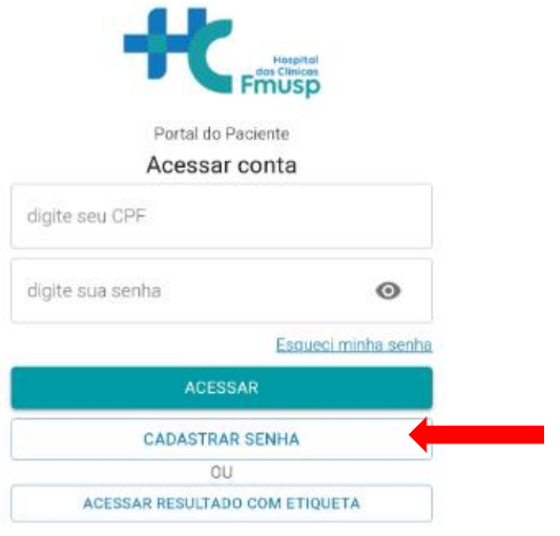 Hospital
das Clínicas
Fmusp
Portal do Paciente
Acessar conta
digite seu CPF
digite sua senha
Esqueci minha senha
ACESSAR
CADASTRAR SENHA
OU
ACESSAR RESULTADO COM ETIQUETA